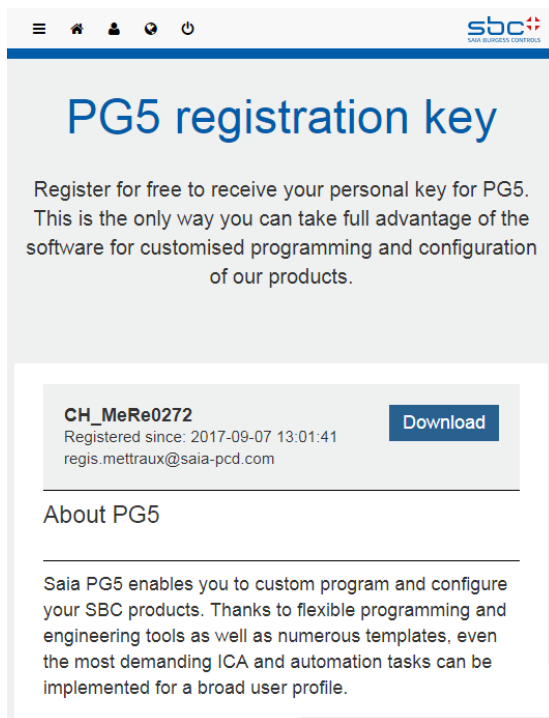 sbc
SAIA BURGESS CONTROLS
PG5 registration key
Register for free to receive your personal key for PG5.
This is the only way you can take full advantage of the
software for customised programming and configuration
of our products.
CH_MeRe0272
Download
Registered since: 2017-09-07 13:01:41
regis.mettraux@saia-pcd.com
About PG5
Saia PG5 enables you to custom program and configure
your SBC products. Thanks to flexible programming and
engineering tools as well as numerous templates, even
the most demanding ICA and automation tasks can be
implemented for a broad user profile.